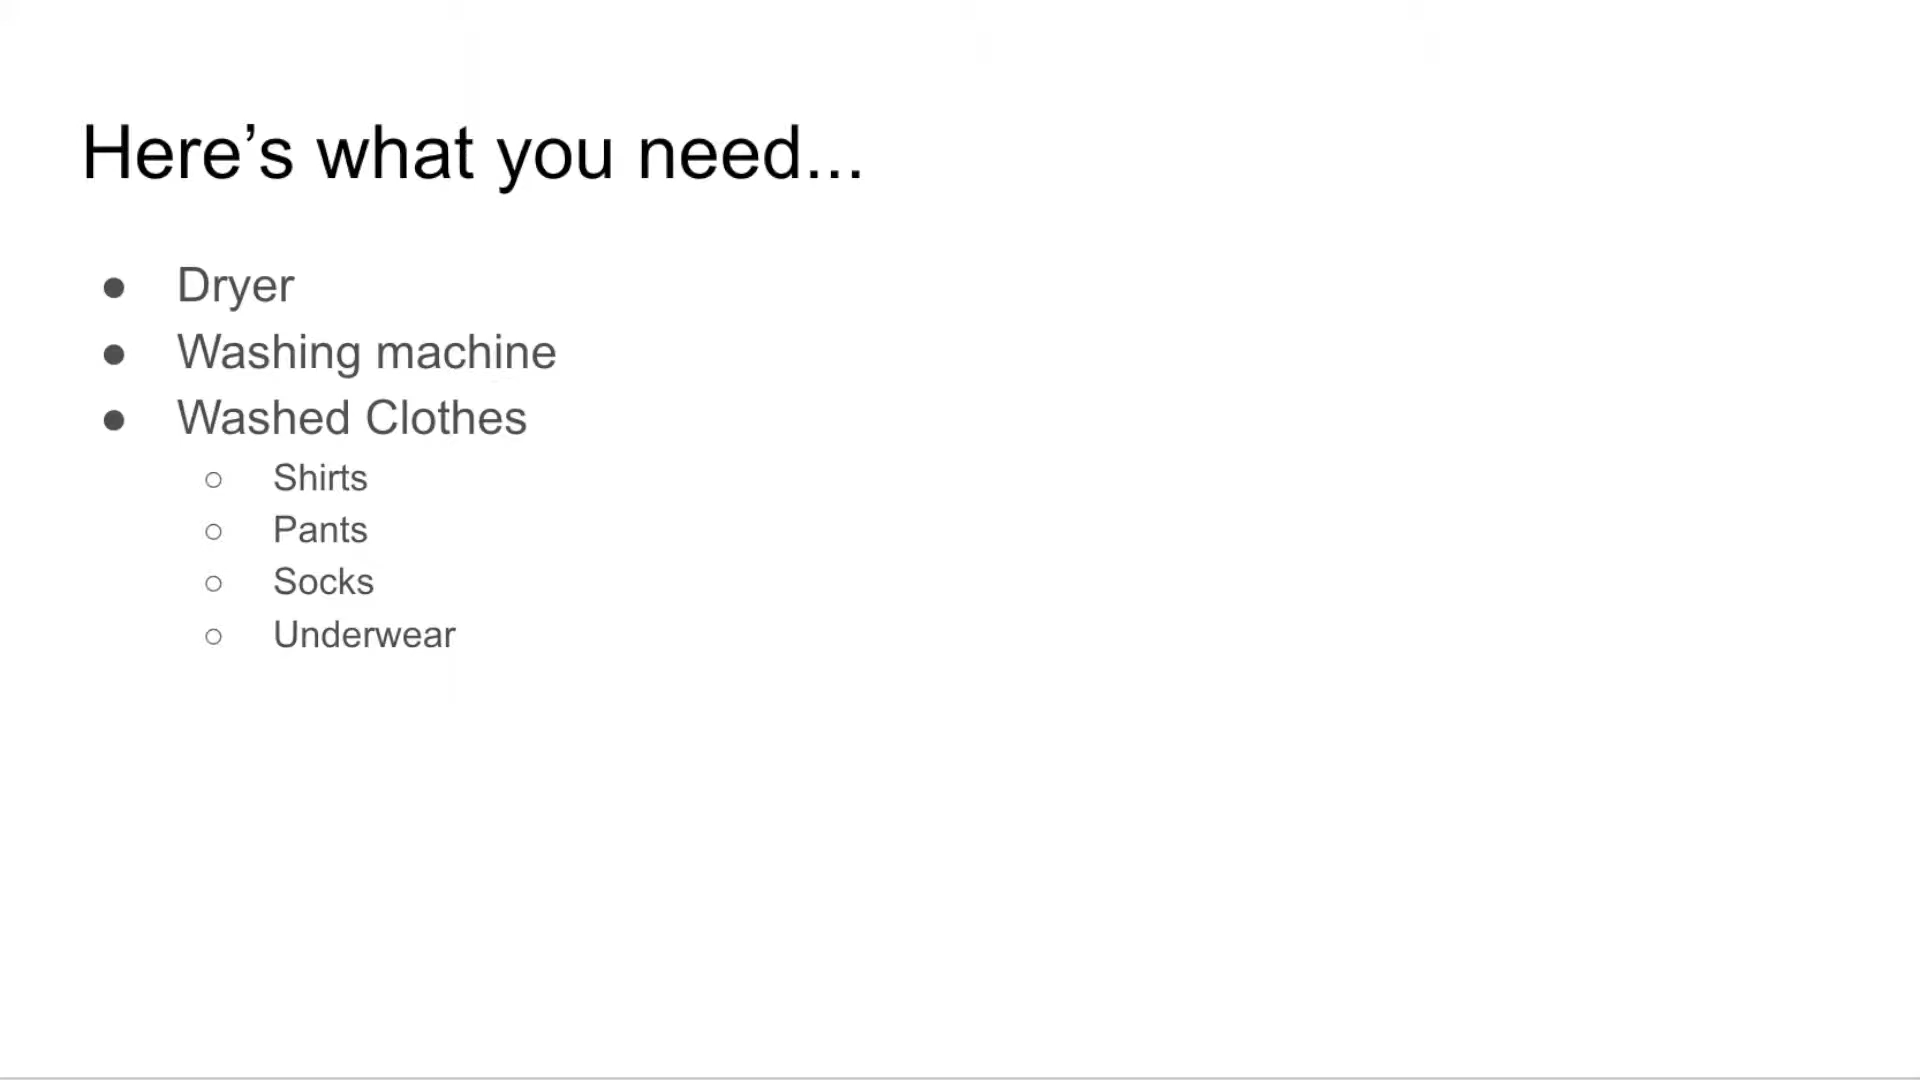 Here’s what you need...
● Dryer
● Washing machine
● Washed Clothes
○ Shirts
○ Pants
○ Socks
○ Underwear